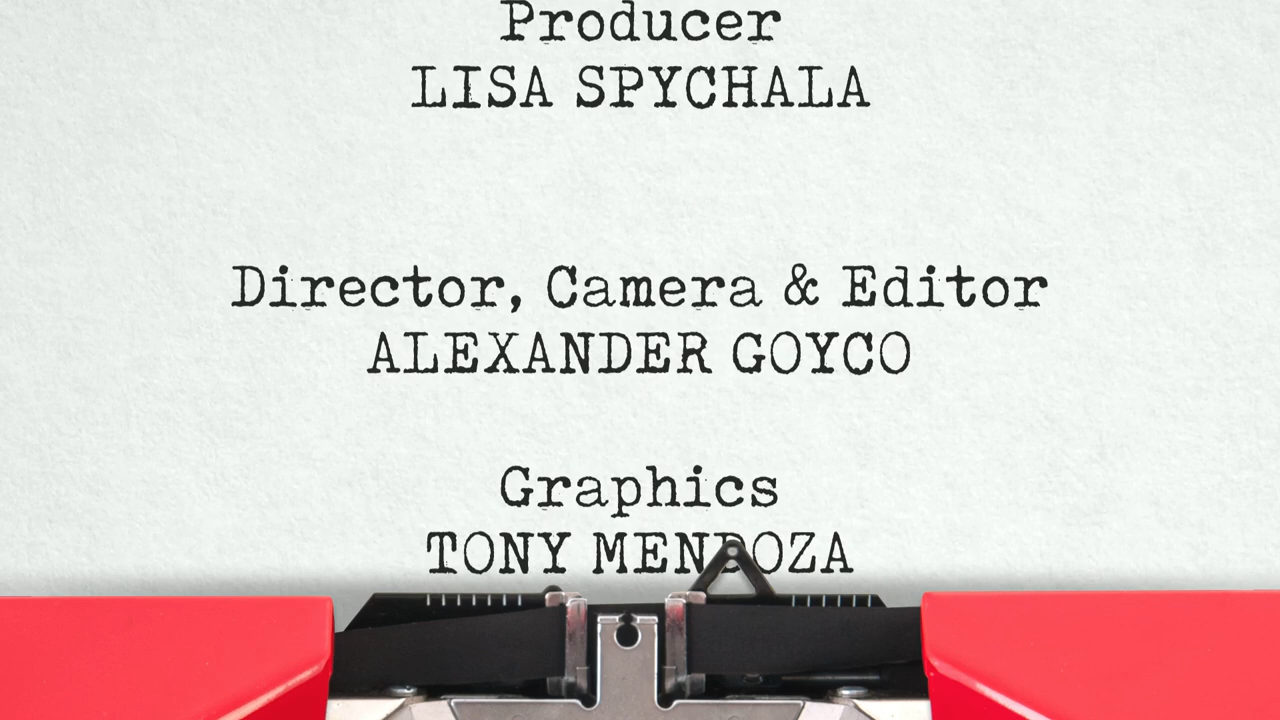 Producer
LISA SPYCHALA
Director, Camera & Editor
ALEXANDER GOYCO
Graphics
TONY MENDOZA